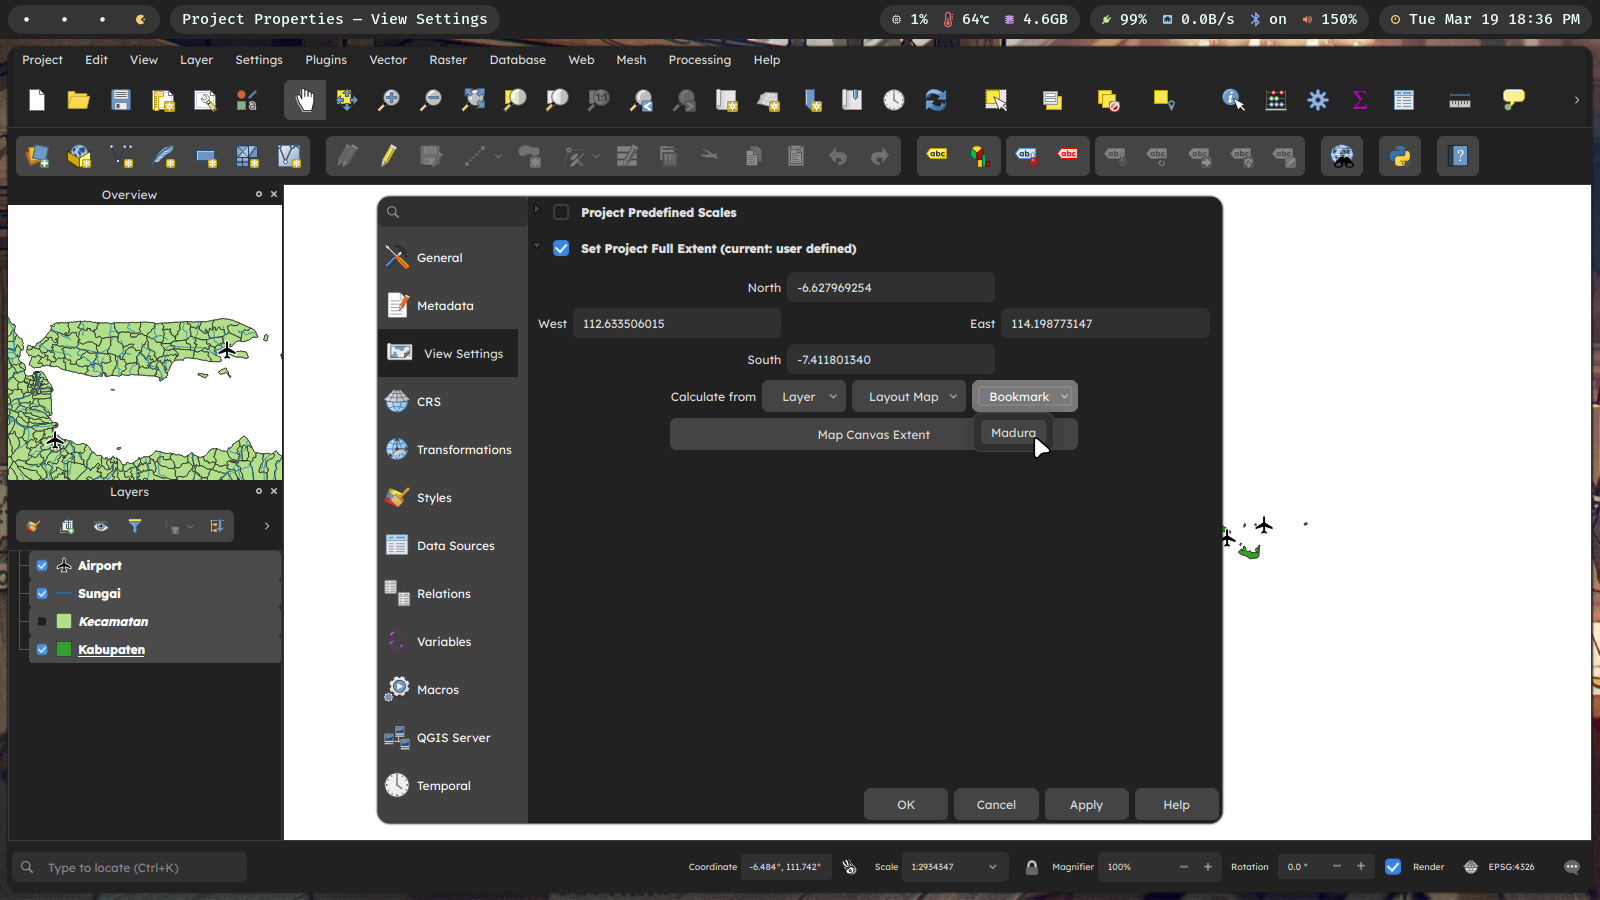 Project Properties — View Settings
1% 64℃ 4.6GB 99% 0.0B/s on 150% Tue Mar 19 18:36 PM
Project Edit View Layer Settings Plugins Vector Raster Database Web Mesh Processing Help
abc abc abc
Overview
Project Predefined Scales
Set Project Full Extent (current: user defined)
North -6.627969254
West 112.633506015 East 114.198773147
South -7.411801340
Calculate from Layer Layout Map Bookmark
Map Canvas Extent
Madura
General
Metadata
View Settings
CRS
Transformations
Styles
Data Sources
Relations
Variables
Macros
QGIS Server
Temporal
OK Cancel Apply Help
Layers
Airport
Sungai
Kecamatan
Kabupaten
Type to locate (Ctrl+K)
Coordinate -6.484°, 111.742° Scale 1:2934347 Magnifier 100% Rotation 0.0 ° Render EPSG:4326